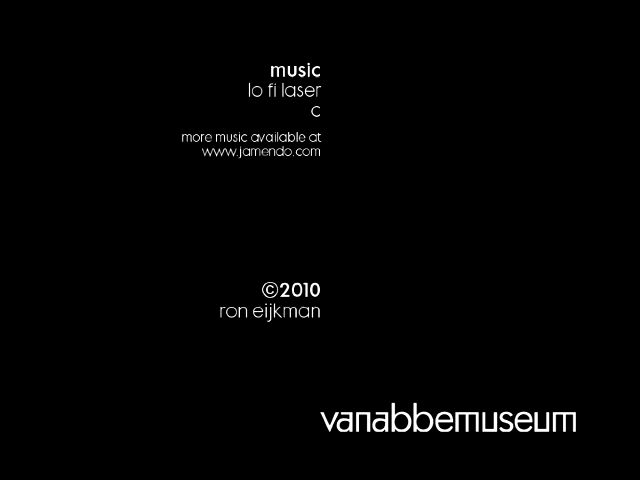 music
lo fi laser
c
more music available at
www.jamendo.com
©2010
ron eijkman
vanabbemuseum